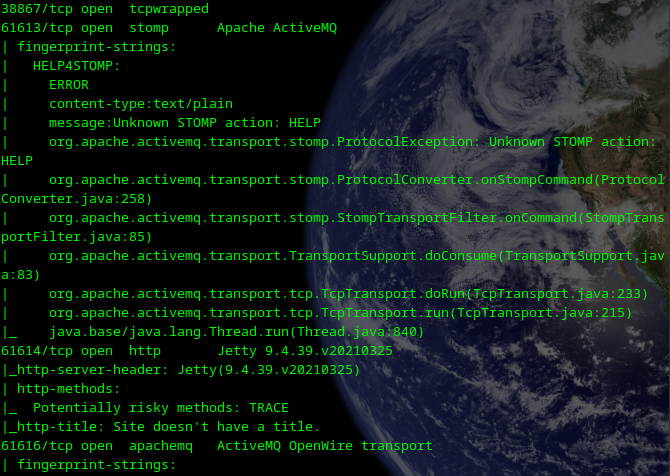 38867/tcp open  tcpwrapped
61613/tcp open  stomp      Apache ActiveMQ
| fingerprint-strings:
|   HELP4STOMP:
|     ERROR
|     content-type:text/plain
|     message:Unknown STOMP action: HELP
|     org.apache.activemq.transport.stomp.ProtocolException: Unknown STOMP action:
HELP
|     org.apache.activemq.transport.stomp.ProtocolConverter.onStompCommand(Protocol
Converter.java:258)
|     org.apache.activemq.transport.stomp.StompTransportFilter.onCommand(StompTrans
portFilter.java:85)
|     org.apache.activemq.transport.TransportSupport.doConsume(TransportSupport.jav
a:83)
|     org.apache.activemq.transport.tcp.TcpTransport.doRun(TcpTransport.java:233)
|     org.apache.activemq.transport.tcp.TcpTransport.run(TcpTransport.java:215)
|_    java.base/java.lang.Thread.run(Thread.java:840)
61614/tcp open  http       Jetty 9.4.39.v20210325
|_http-server-header: Jetty(9.4.39.v20210325)
| http-methods:
|_  Potentially risky methods: TRACE
|_http-title: Site doesn't have a title.
61616/tcp open  apachemq   ActiveMQ OpenWire transport
| fingerprint-strings: